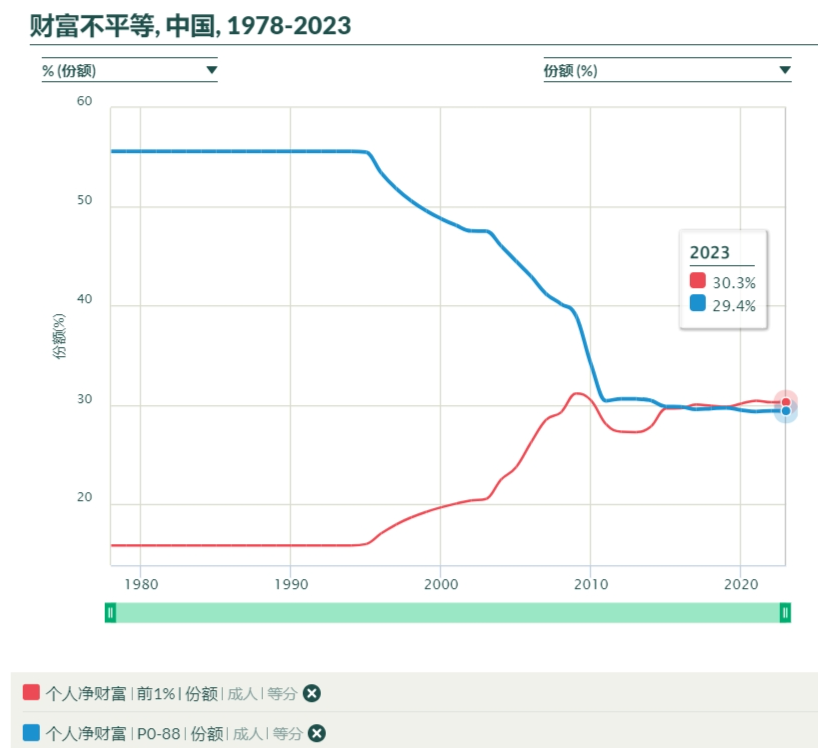 财富不平等, 中国, 1978-2023
% (份额)
份额 (%)
60
50
40
30
20
份额(%)
2023
30.3%
29.4%
1980 1990 2000 2010 2020
个人净财富 | 前1% | 份额 | 成人 | 等分
个人净财富 | P0-88 | 份额 | 成人 | 等分